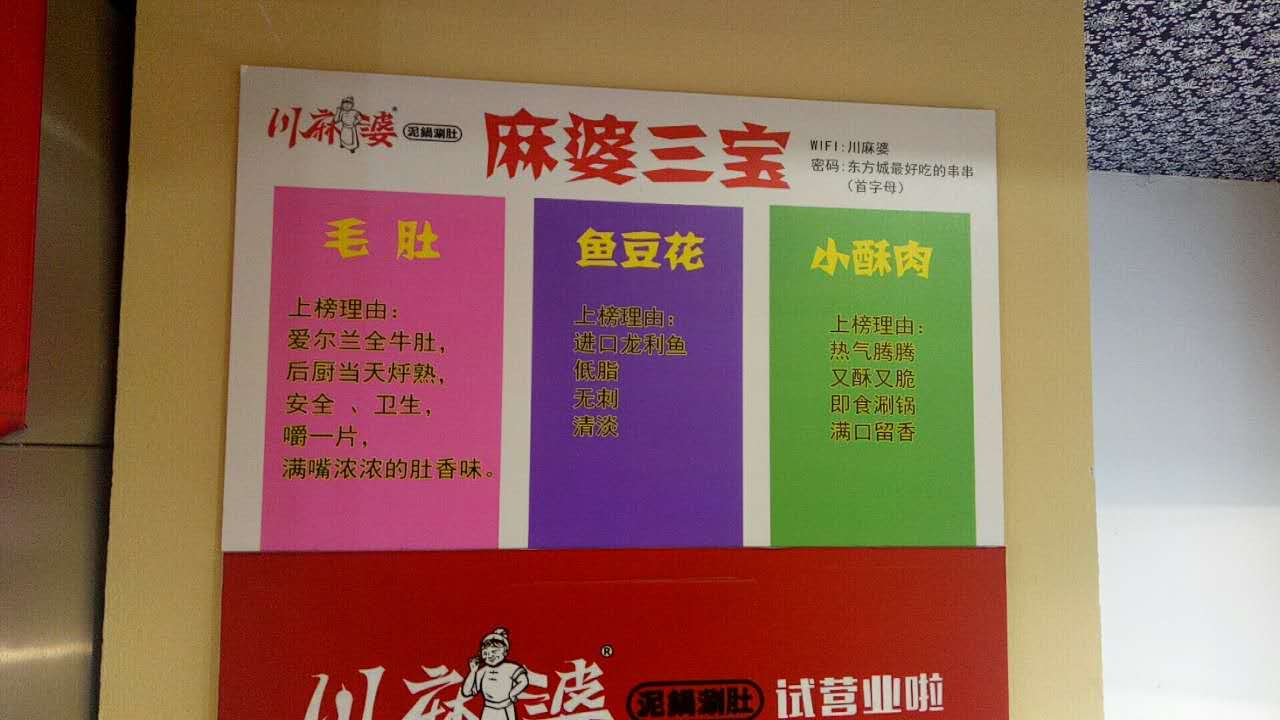 川麻婆®
泥鍋涮肚
麻婆三宝
WIFI:川麻婆
密码:东方城最好吃的串串
(首字母)
毛肚
上榜理由:
爱尔兰全牛肚,
后厨当天烀熟,
安全 、卫生,
嚼一片,
满嘴浓浓的肚香味。
鱼豆花
上榜理由:
进口龙利鱼
低脂
无刺
清淡
小酥肉
上榜理由:
热气腾腾
又酥又脆
即食涮锅
满口留香
川麻婆®
泥鍋涮肚
试营业啦